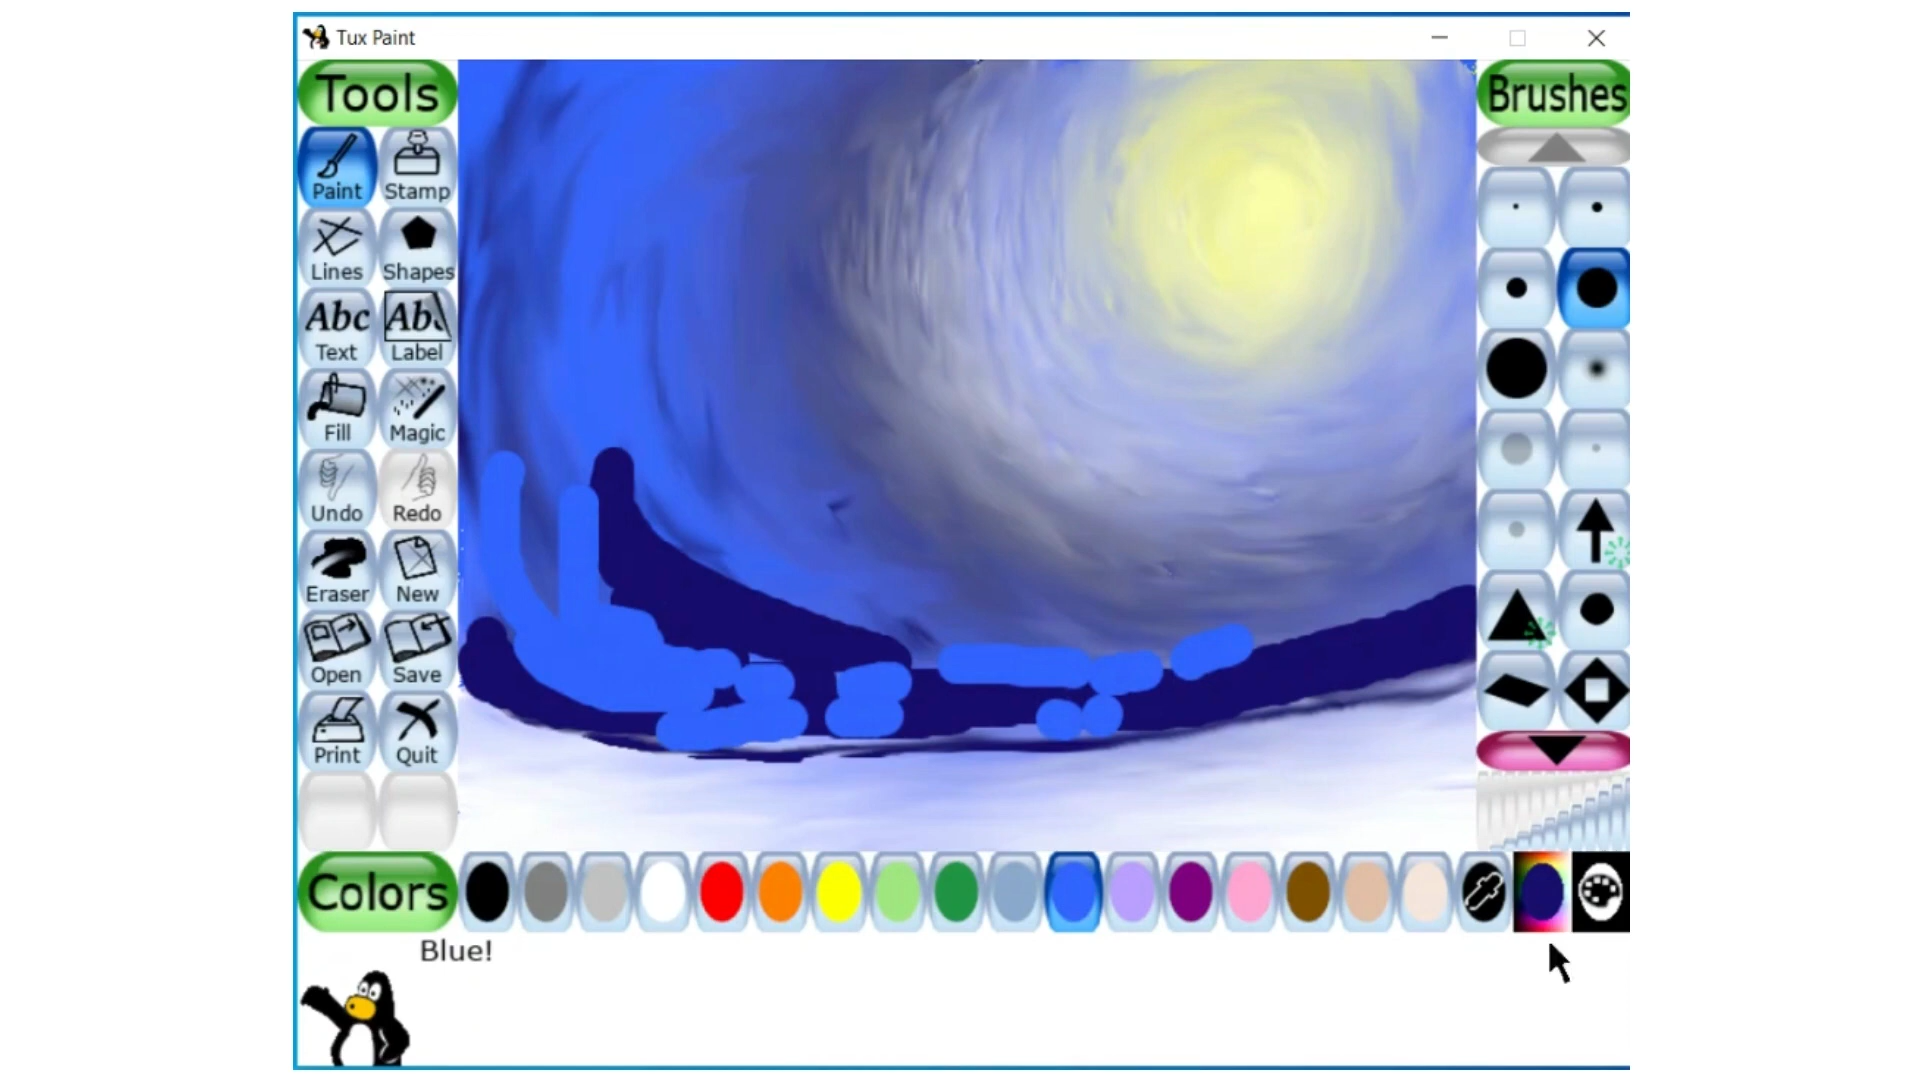 Tux Paint
Tools
Brushes
Paint Stamp
Lines Shapes
Abc Abc
Text Label
Fill Magic
Undo Redo
Eraser New
Open Save
Print Quit
Colors
Blue!